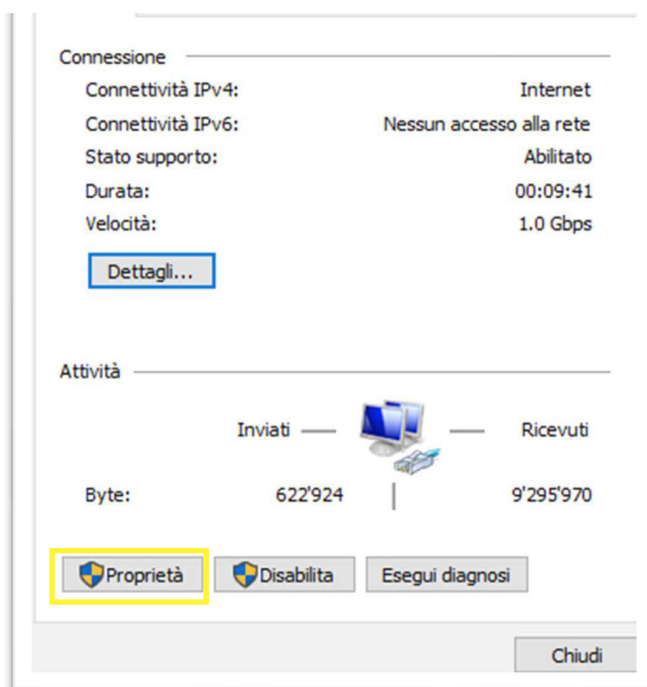 Connessione
Connettività IPv4: Internet
Connettività IPv6: Nessun accesso alla rete
Stato supporto: Abilitato
Durata: 00:09:41
Velocità: 1.0 Gbps
Dettagli...
Attività
Inviati — — Ricevuti
Byte: 622'924 | 9'295'970
Proprietà Disabilita Esegui diagnosi
Chiudi